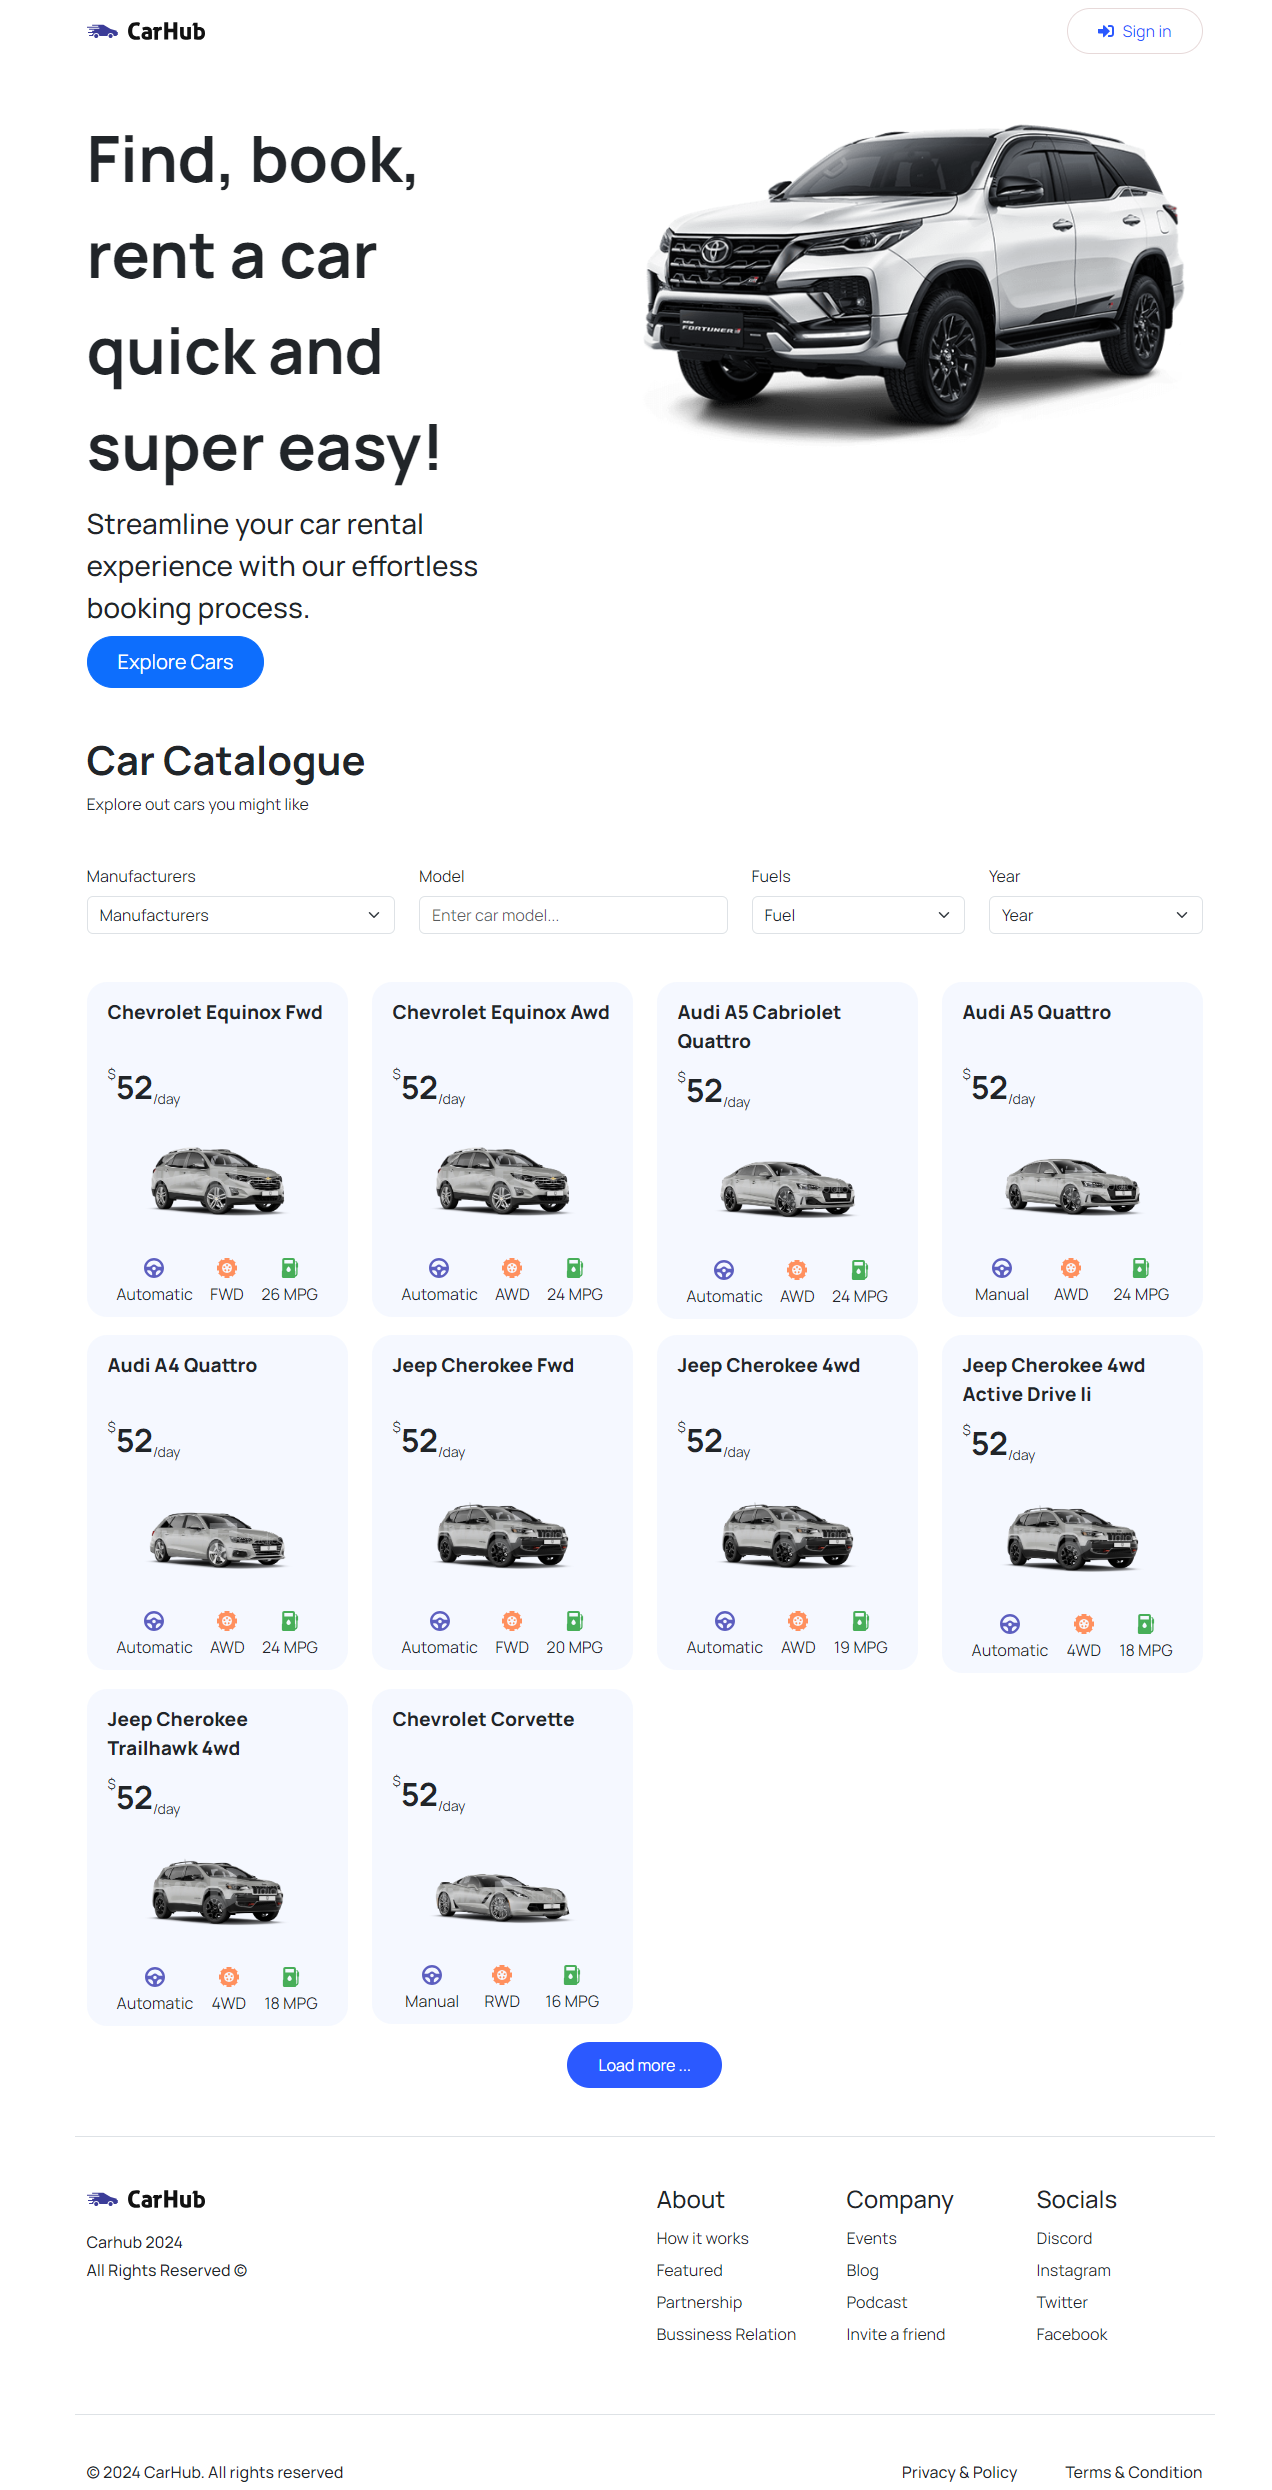 CarHub
Sign in
Find, book,
rent a car
quick and
super easy!
Streamline your car rental
experience with our effortless
booking process.
Explore Cars
NEW FORTUNER
Car Catalogue
Explore out cars you might like
Manufacturers
Model
Fuels
Year
Manufacturers
Enter car model...
Fuel
Year
Chevrolet Equinox Fwd
$52/day
Automatic FWD 26 MPG
Chevrolet Equinox Awd
$52/day
Automatic AWD 24 MPG
Audi A5 Cabriolet
Quattro
$52/day
Automatic AWD 24 MPG
Audi A5 Quattro
$52/day
Manual AWD 24 MPG
Audi A4 Quattro
$52/day
Automatic AWD 24 MPG
Jeep Cherokee Fwd
$52/day
Automatic FWD 20 MPG
Jeep Cherokee 4wd
$52/day
Automatic AWD 19 MPG
Jeep Cherokee 4wd
Active Drive Ii
$52/day
Automatic 4WD 18 MPG
Jeep Cherokee
Trailhawk 4wd
$52/day
Automatic 4WD 18 MPG
Chevrolet Corvette
$52/day
Manual RWD 16 MPG
Load more ...
CarHub
Carhub 2024
All Rights Reserved ©
About
How it works
Featured
Partnership
Bussiness Relation
Company
Events
Blog
Podcast
Invite a friend
Socials
Discord
Instagram
Twitter
Facebook
© 2024 CarHub. All rights reserved
Privacy & Policy
Terms & Condition